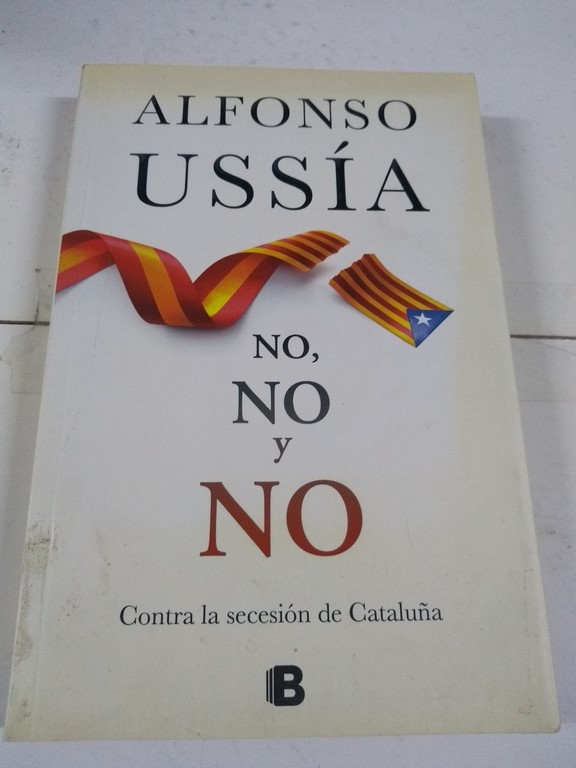 ALFONSO
USSÍA
NO,
NO
y
NO
Contra la secesión de Cataluña
B